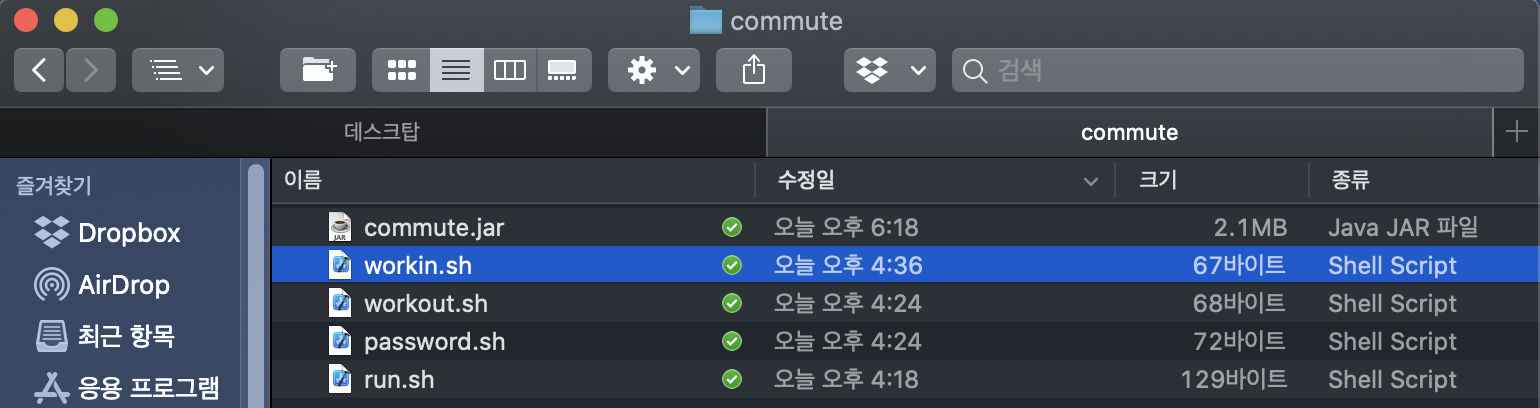 commute
검색
데스크탑
commute
즐겨찾기
Dropbox
AirDrop
최근 항목
응용 프로그램
이름 수정일 크기 종류
commute.jar 오늘 오후 6:18 2.1MB Java JAR 파일
workin.sh 오늘 오후 4:36 67바이트 Shell Script
workout.sh 오늘 오후 4:24 68바이트 Shell Script
password.sh 오늘 오후 4:24 72바이트 Shell Script
run.sh 오늘 오후 4:18 129바이트 Shell Script
JAR